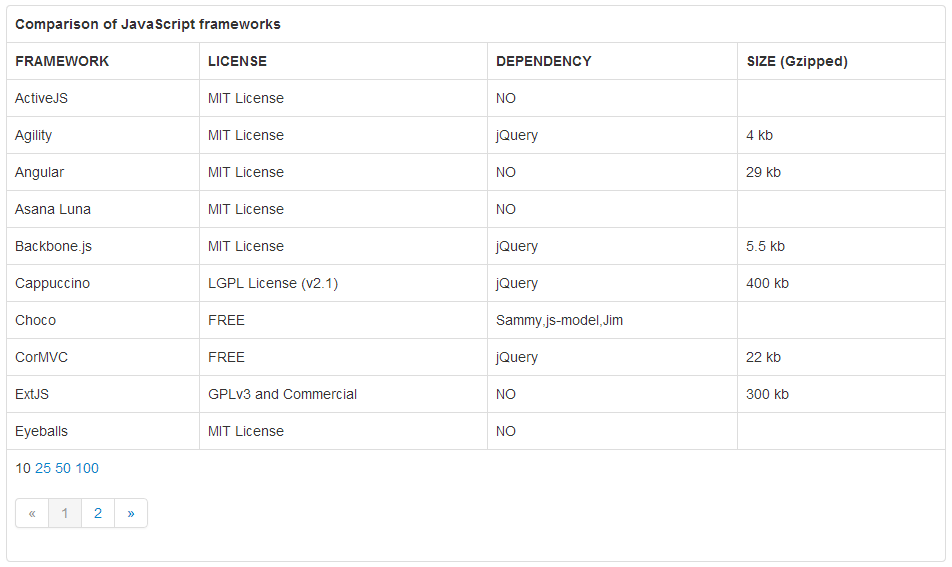 Comparison of JavaScript frameworks
FRAMEWORK LICENSE DEPENDENCY SIZE (Gzipped)
ActiveJS MIT License NO
Agility MIT License jQuery 4 kb
Angular MIT License NO 29 kb
Asana Luna MIT License NO
Backbone.js MIT License jQuery 5.5 kb
Cappuccino LGPL License (v2.1) jQuery 400 kb
Choco FREE Sammy,js-model,Jim
CorMVC FREE jQuery 22 kb
ExtJS GPLv3 and Commercial NO 300 kb
Eyeballs MIT License NO
10 25 50 100
« 1 2 »